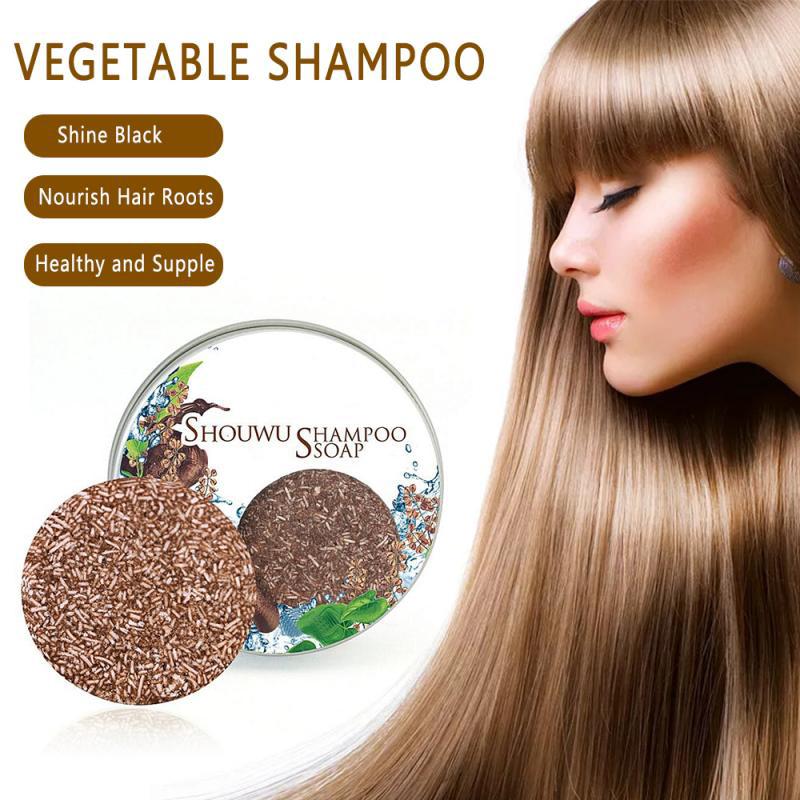 VEGETABLE SHAMPOO
Shine Black
Nourish Hair Roots
Healthy and Supple
SHOUWU SHAMPOO
SOAP